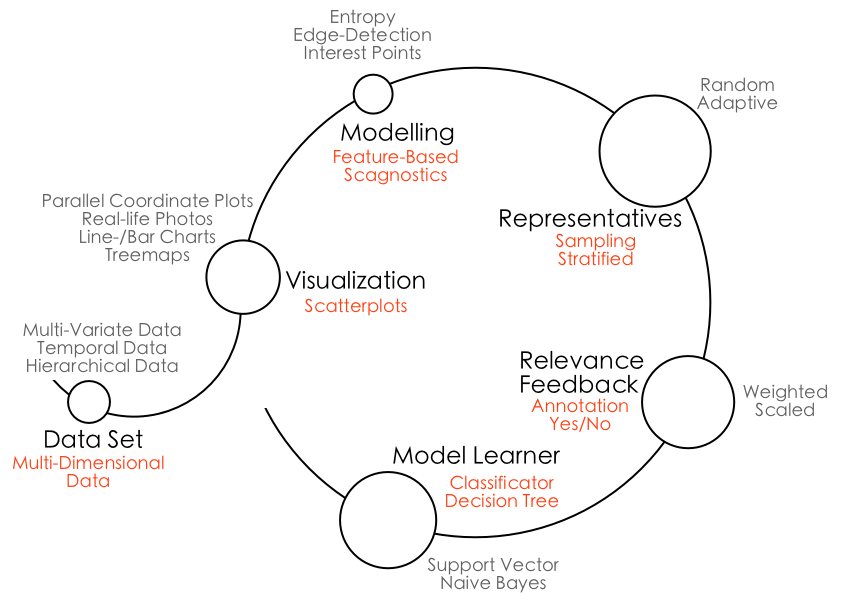 Entropy
Edge-Detection
Interest Points
Modelling
Feature-Based
Scagnostics
Random
Adaptive
Representatives
Sampling
Stratified
Parallel Coordinate Plots
Real-life Photos
Line-/Bar Charts
Treemaps
Visualization
Scatterplots
Multi-Variate Data
Temporal Data
Hierarchical Data
Data Set
Multi-Dimensional
Data
Relevance
Feedback
Annotation
Yes/No
Weighted
Scaled
Model Learner
Classificator
Decision Tree
Support Vector
Naive Bayes